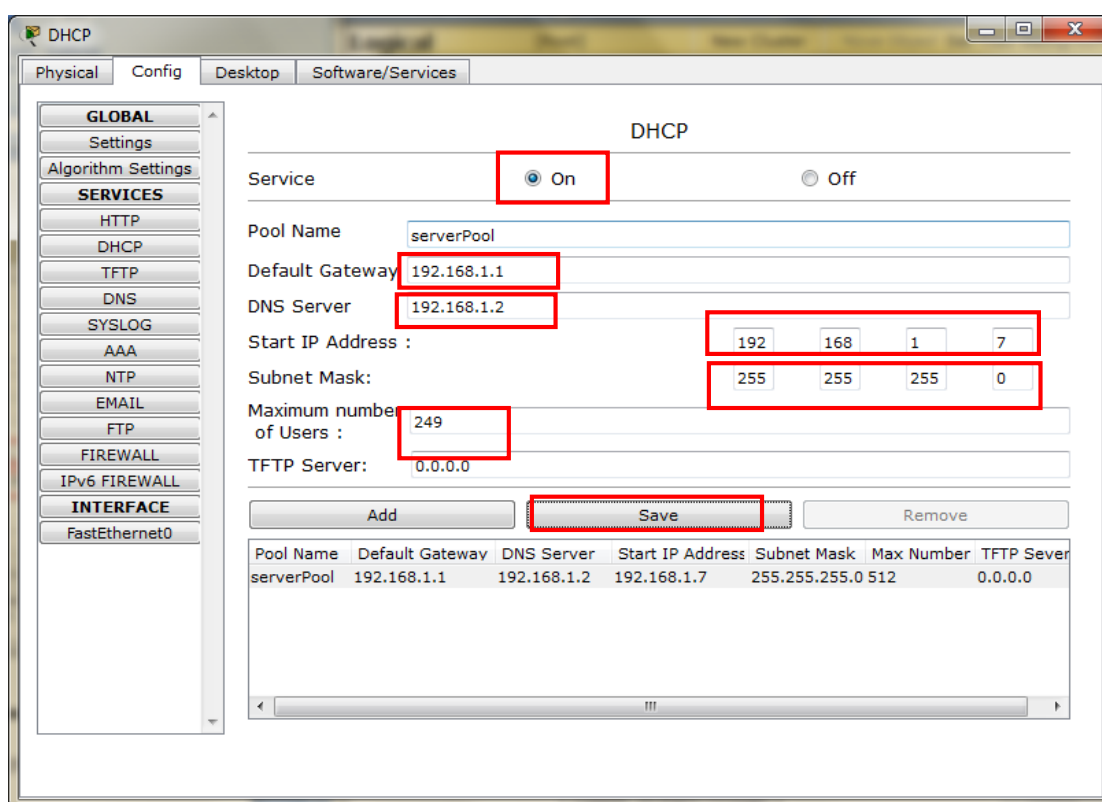 DHCP
Physical Config Desktop Software/Services
GLOBAL
Settings
Algorithm Settings
SERVICES
HTTP
DHCP
TFTP
DNS
SYSLOG
AAA
NTP
EMAIL
FTP
FIREWALL
IPv6 FIREWALL
INTERFACE
FastEthernet0
DHCP
Service On Off
Pool Name serverPool
Default Gateway 192.168.1.1
DNS Server 192.168.1.2
Start IP Address : 192 168 1 7
Subnet Mask: 255 255 255 0
Maximum number
of Users : 249
TFTP Server: 0.0.0.0
Add Save Remove
Pool Name Default Gateway DNS Server Start IP Address Subnet Mask Max Number TFTP Sever
serverPool 192.168.1.1 192.168.1.2 192.168.1.7 255.255.255.0 512 0.0.0.0